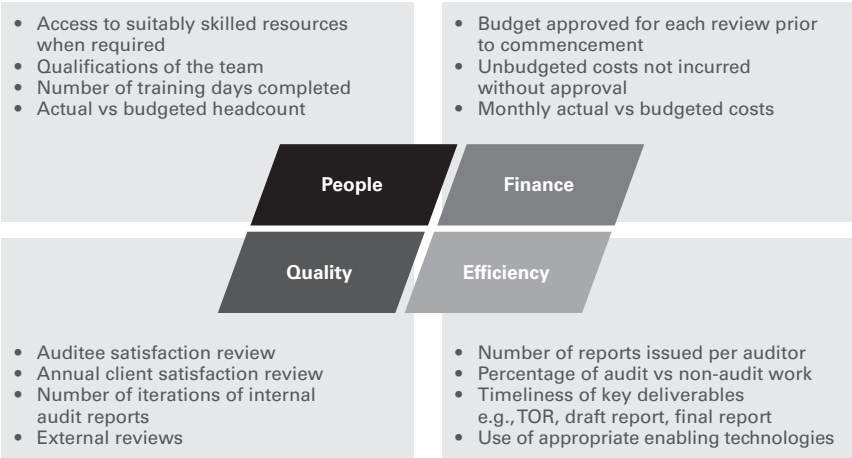 • Access to suitably skilled resources
when required
• Qualifications of the team
• Number of training days completed
• Actual vs budgeted headcount
• Budget approved for each review prior
to commencement
• Unbudgeted costs not incurred
without approval
• Monthly actual vs budgeted costs
People
Finance
Quality
Efficiency
• Auditee satisfaction review
• Annual client satisfaction review
• Number of iterations of internal
audit reports
• External reviews
• Number of reports issued per auditor
• Percentage of audit vs non-audit work
• Timeliness of key deliverables
e.g., TOR, draft report, final report
• Use of appropriate enabling technologies